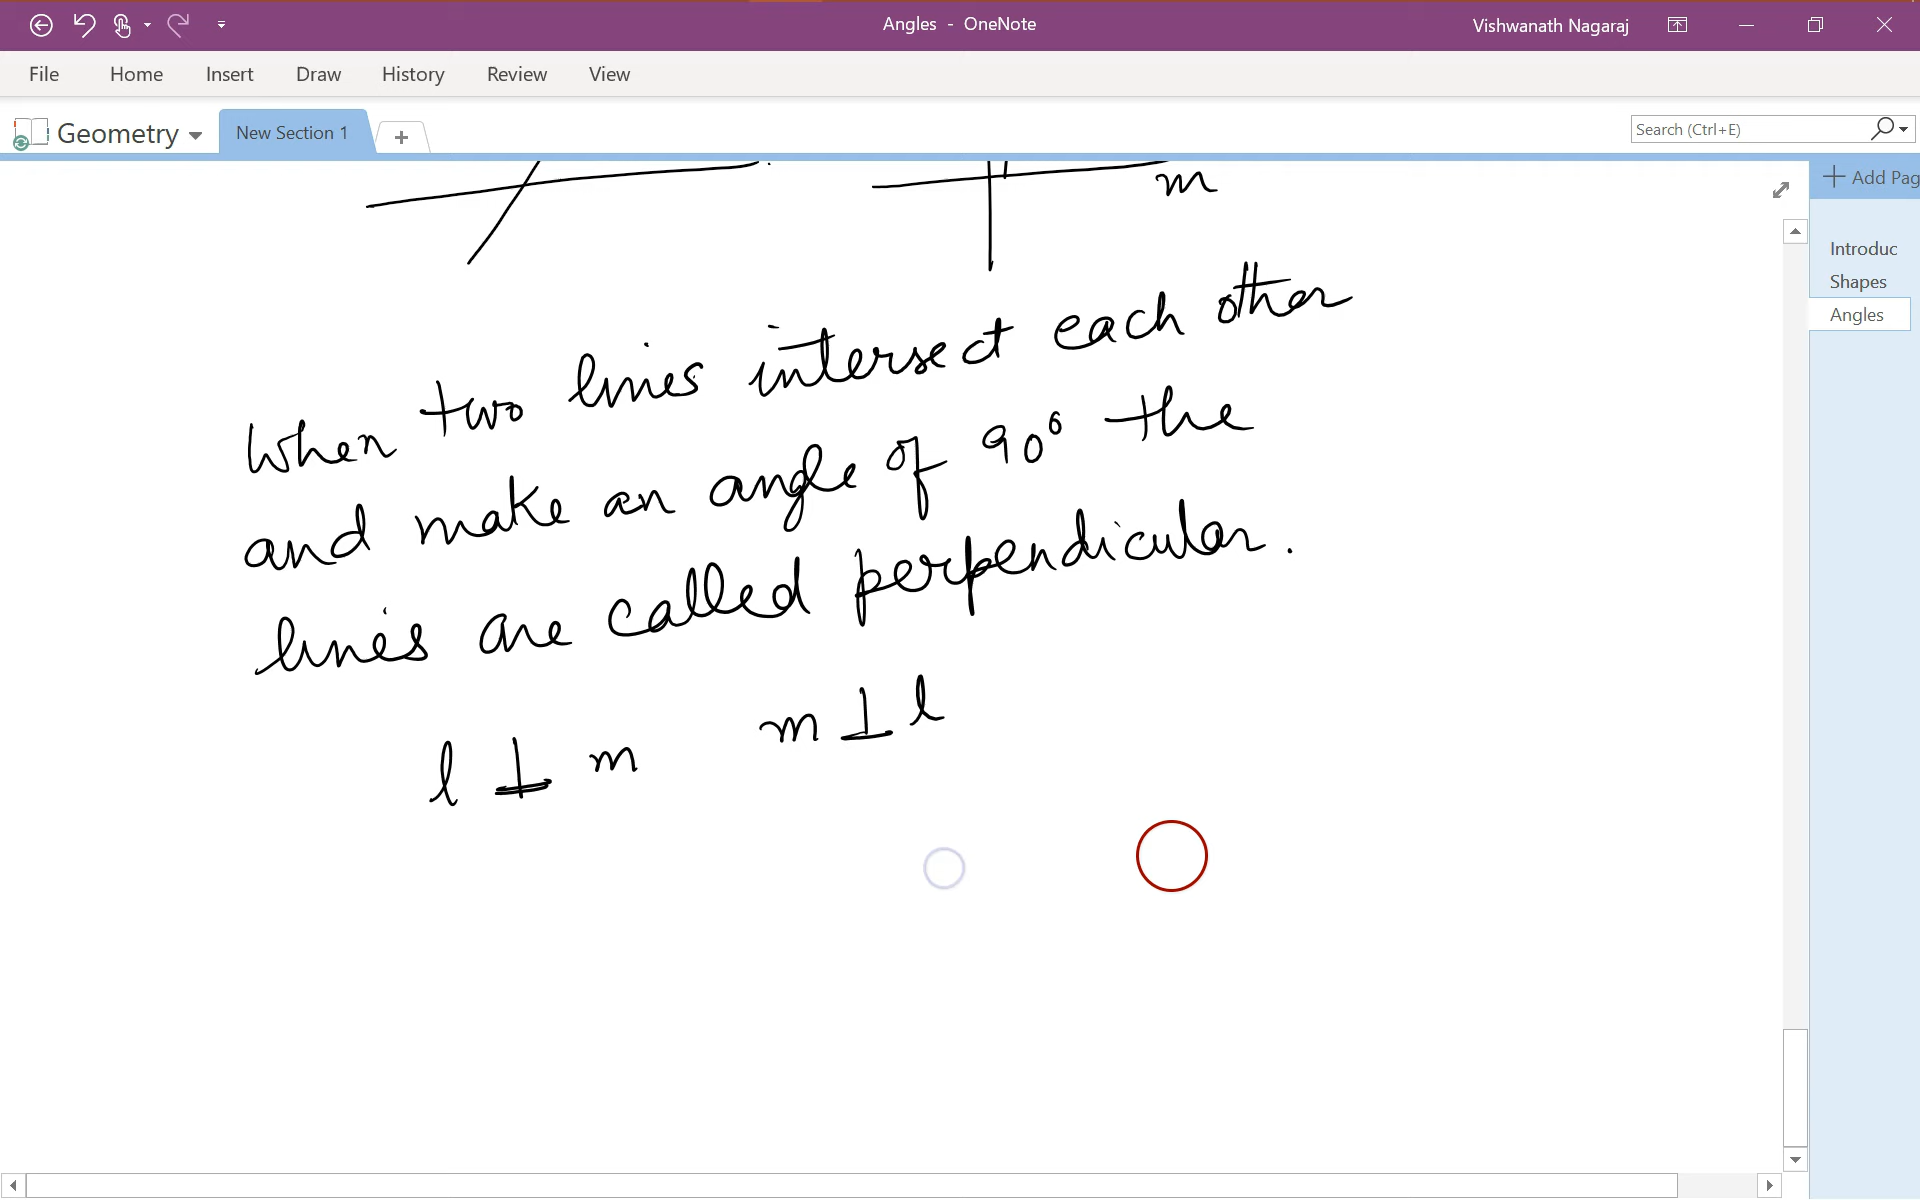 Angles - OneNote
Vishwanath Nagaraj
File Home Insert Draw History Review View
Geometry
New Section 1
+
Search (Ctrl+E)
Add Pag
Introduc
Shapes
Angles
m
When two lines intersect each other
and make an angle of 90° the
lines are called perpendicular.
l ⊥ m m ⊥ l